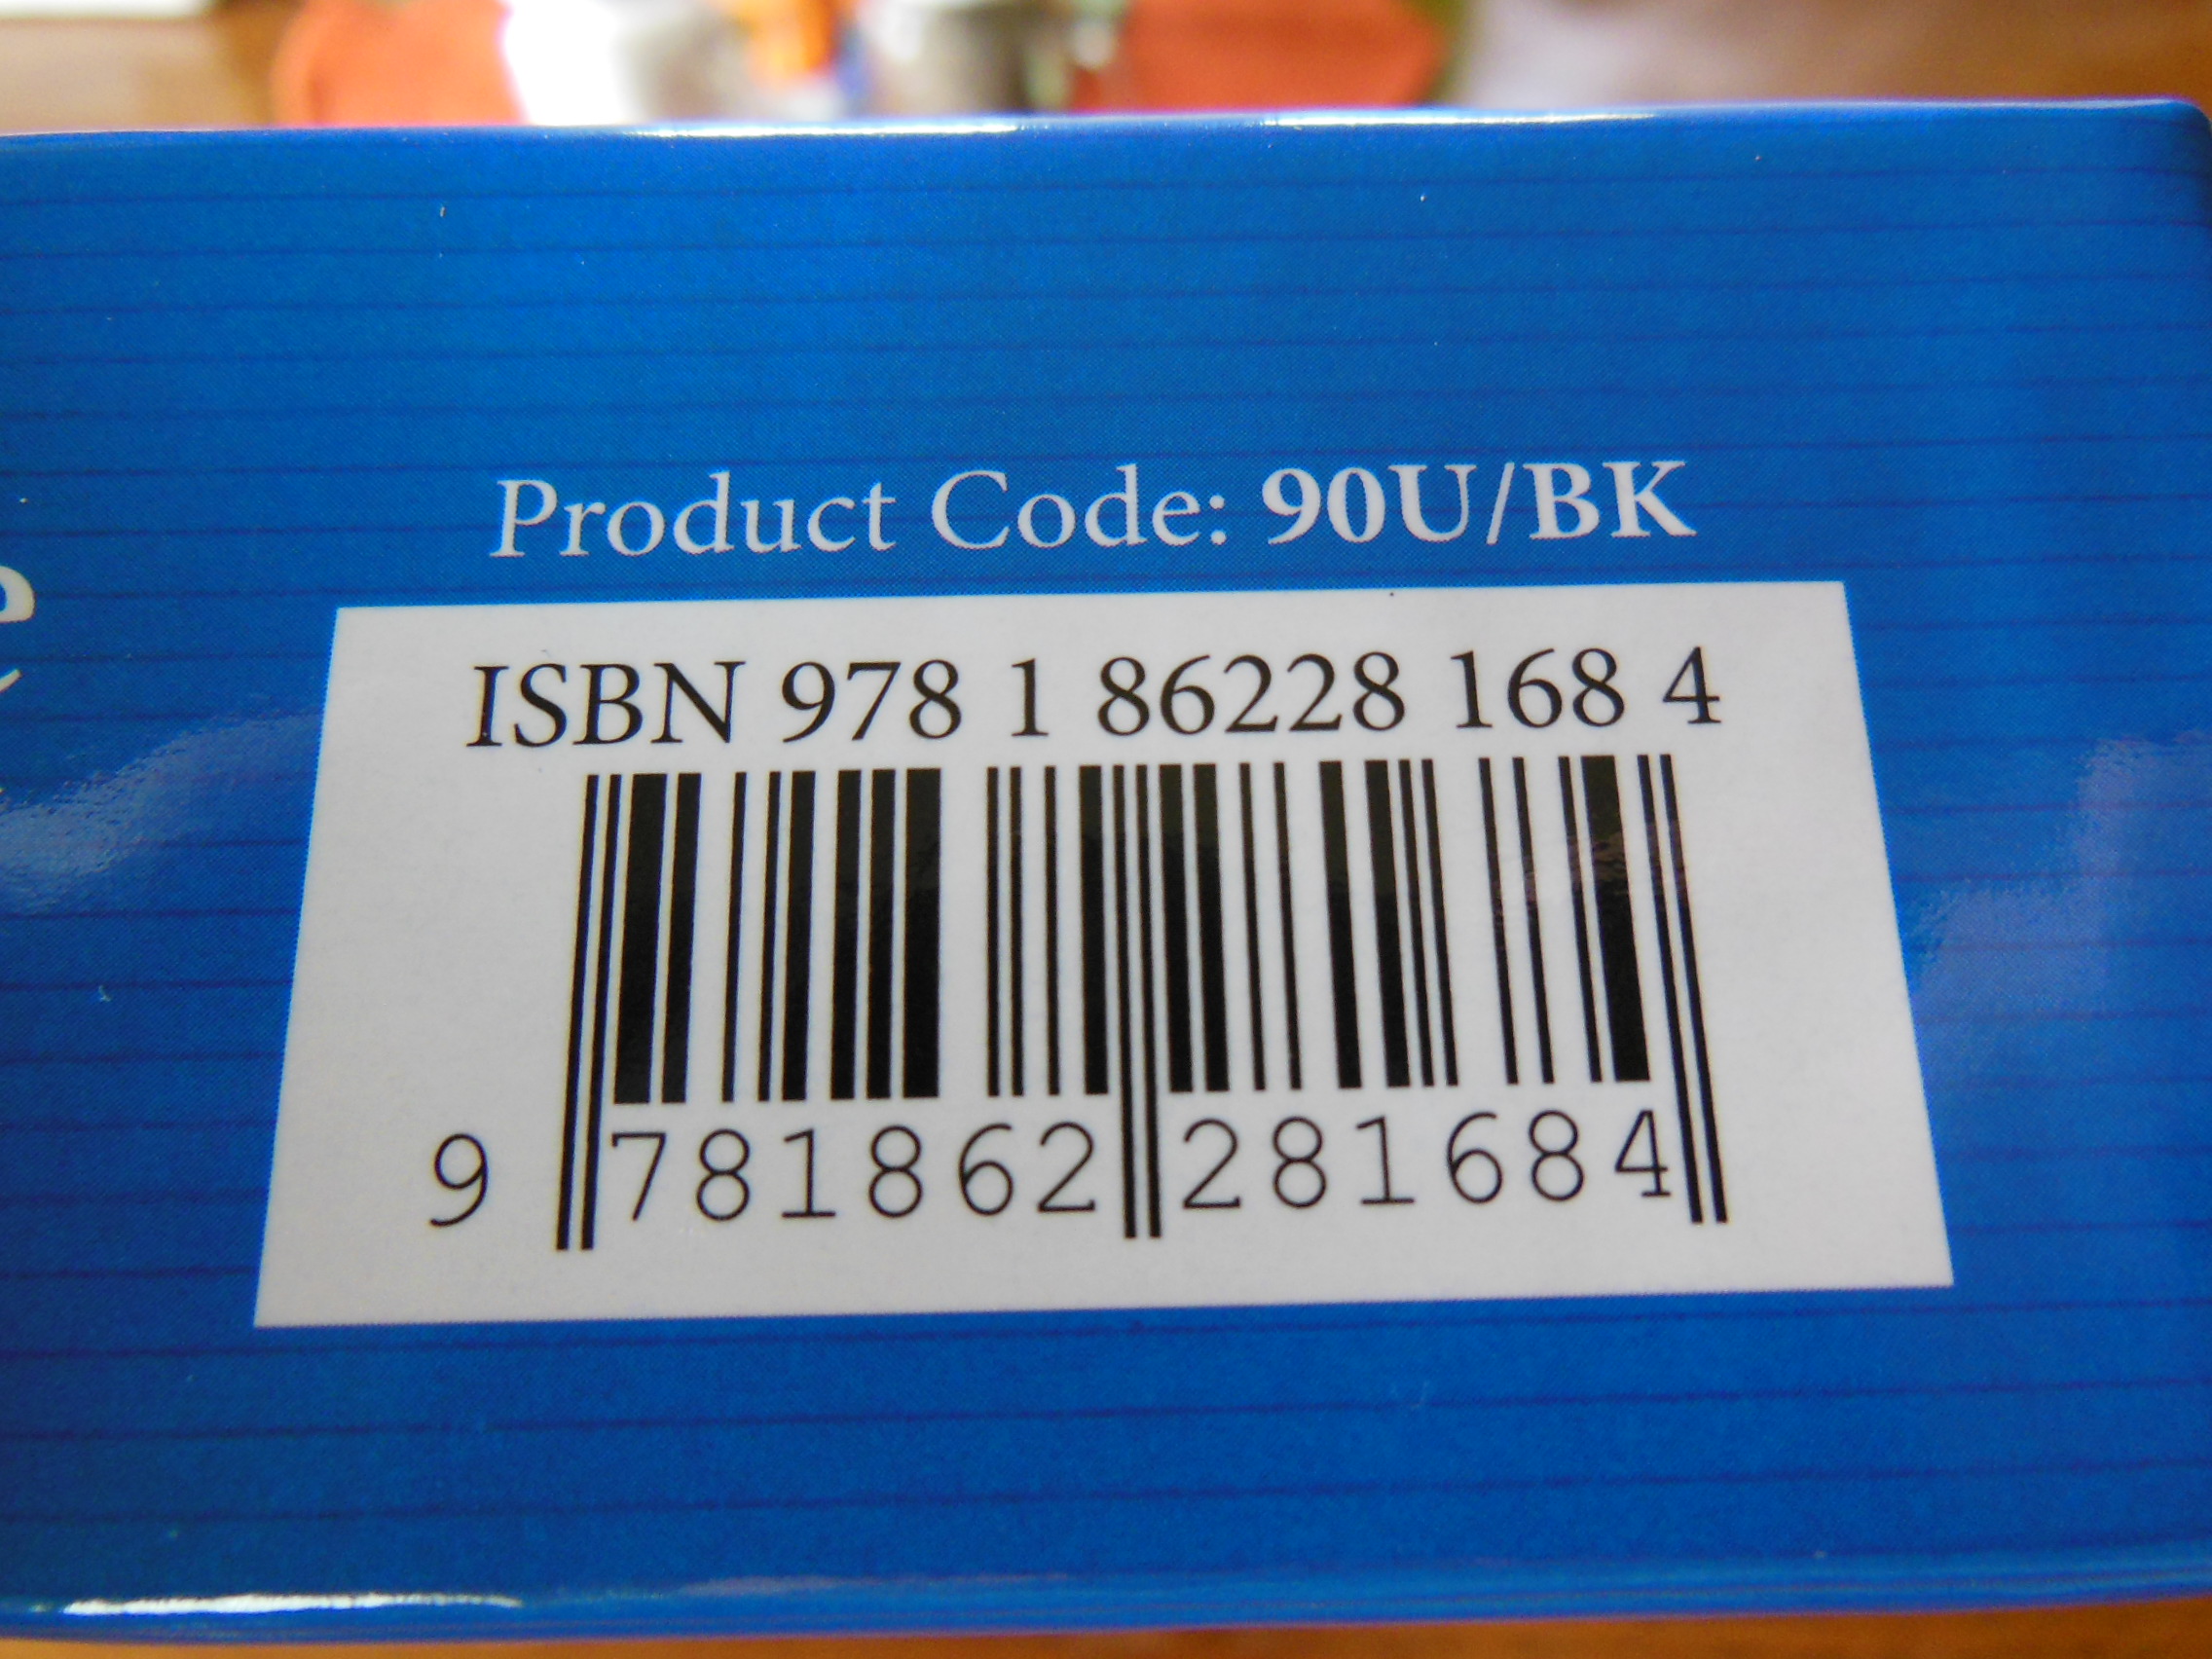 Product Code: 90U/BK
e
ISBN 978 1 86228 168 4
9 781862 281684